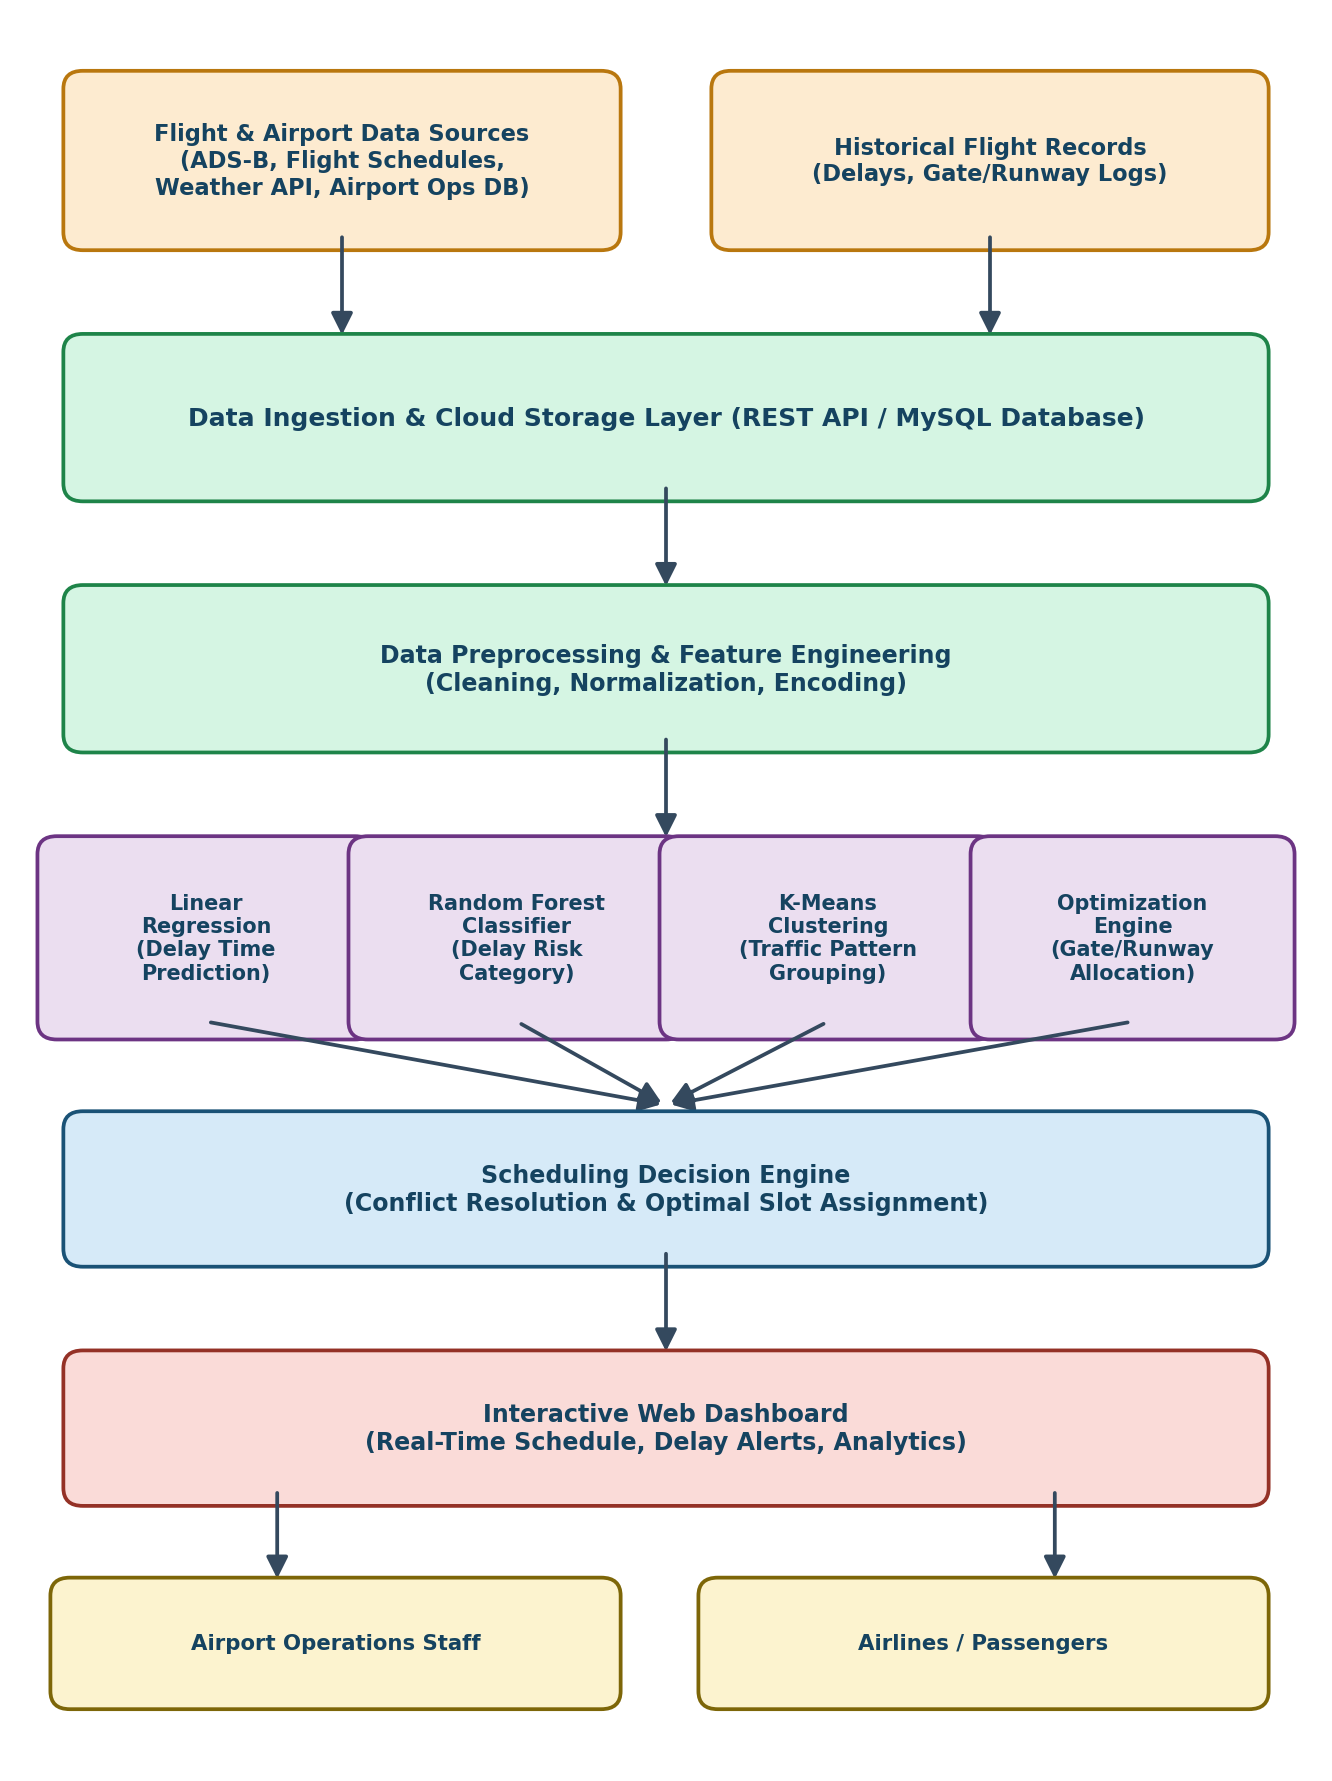 Flight & Airport Data Sources
(ADS-B, Flight Schedules,
Weather API, Airport Ops DB)
Historical Flight Records
(Delays, Gate/Runway Logs)
Data Ingestion & Cloud Storage Layer (REST API / MySQL Database)
Data Preprocessing & Feature Engineering
(Cleaning, Normalization, Encoding)
Linear
Regression
(Delay Time
Prediction)
Random Forest
Classifier
(Delay Risk
Category)
K-Means
Clustering
(Traffic Pattern
Grouping)
Optimization
Engine
(Gate/Runway
Allocation)
Scheduling Decision Engine
(Conflict Resolution & Optimal Slot Assignment)
Interactive Web Dashboard
(Real-Time Schedule, Delay Alerts, Analytics)
Airport Operations Staff
Airlines / Passengers